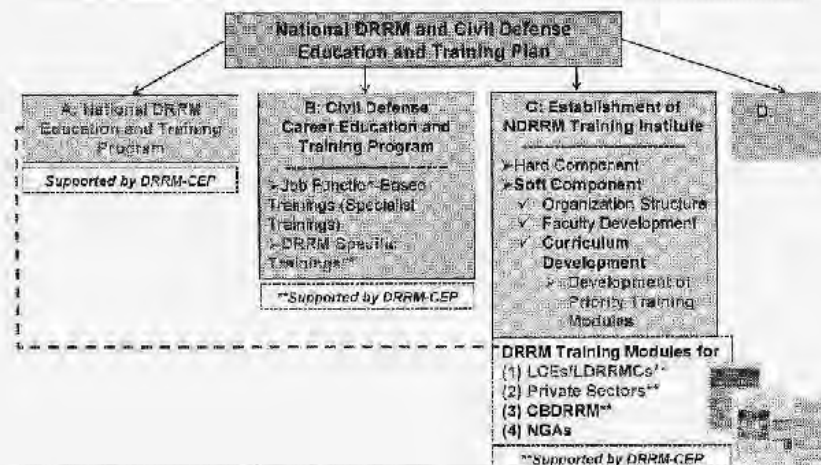 National DRRM and Civil Defense
Education and Training Plan
A: National DRRM
Education and Training
Program
Supported by DRRM-CEP
B: Civil Defense
Career Education and
Training Program
➢Job Function-Based
Trainings (Specialist
Trainings)
➢DRRM Specific
Trainings**
**Supported by DRRM-CEP
C: Establishment of
NDRRM Training Institute
➢Hard Component
➢Soft Component
✓ Organization Structure
✓ Faculty Development
✓ Curriculum
Development
➢ Development of
Priority Training
Modules
DRRM Training Modules for
(1) LCEs/LDRRMCs**
(2) Private Sectors**
(3) CBDRRM**
(4) NGAs
**Supported by DRRM-CEP
D: